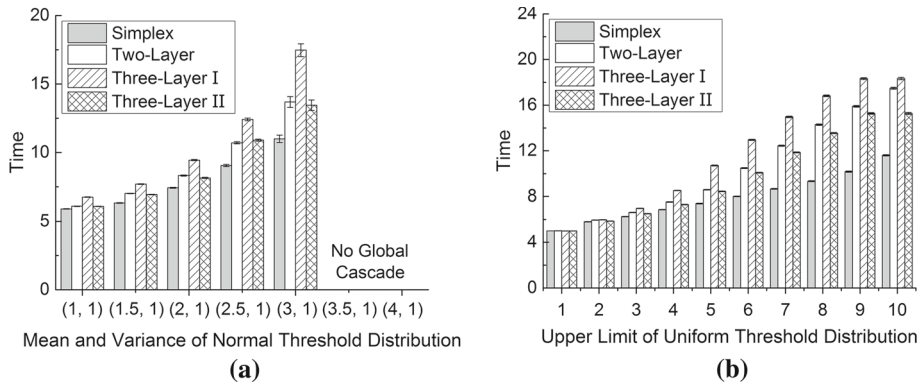 20
15
10
5
0
Time
Simplex
Two-Layer
Three-Layer I
Three-Layer II
No Global
Cascade
(1, 1) (1.5, 1) (2, 1) (2.5, 1) (3, 1) (3.5, 1) (4, 1)
Mean and Variance of Normal Threshold Distribution
(a)
24
20
16
12
8
4
Time
Simplex
Two-Layer
Three-Layer I
Three-Layer II
1 2 3 4 5 6 7 8 9 10
Upper Limit of Uniform Threshold Distribution
(b)